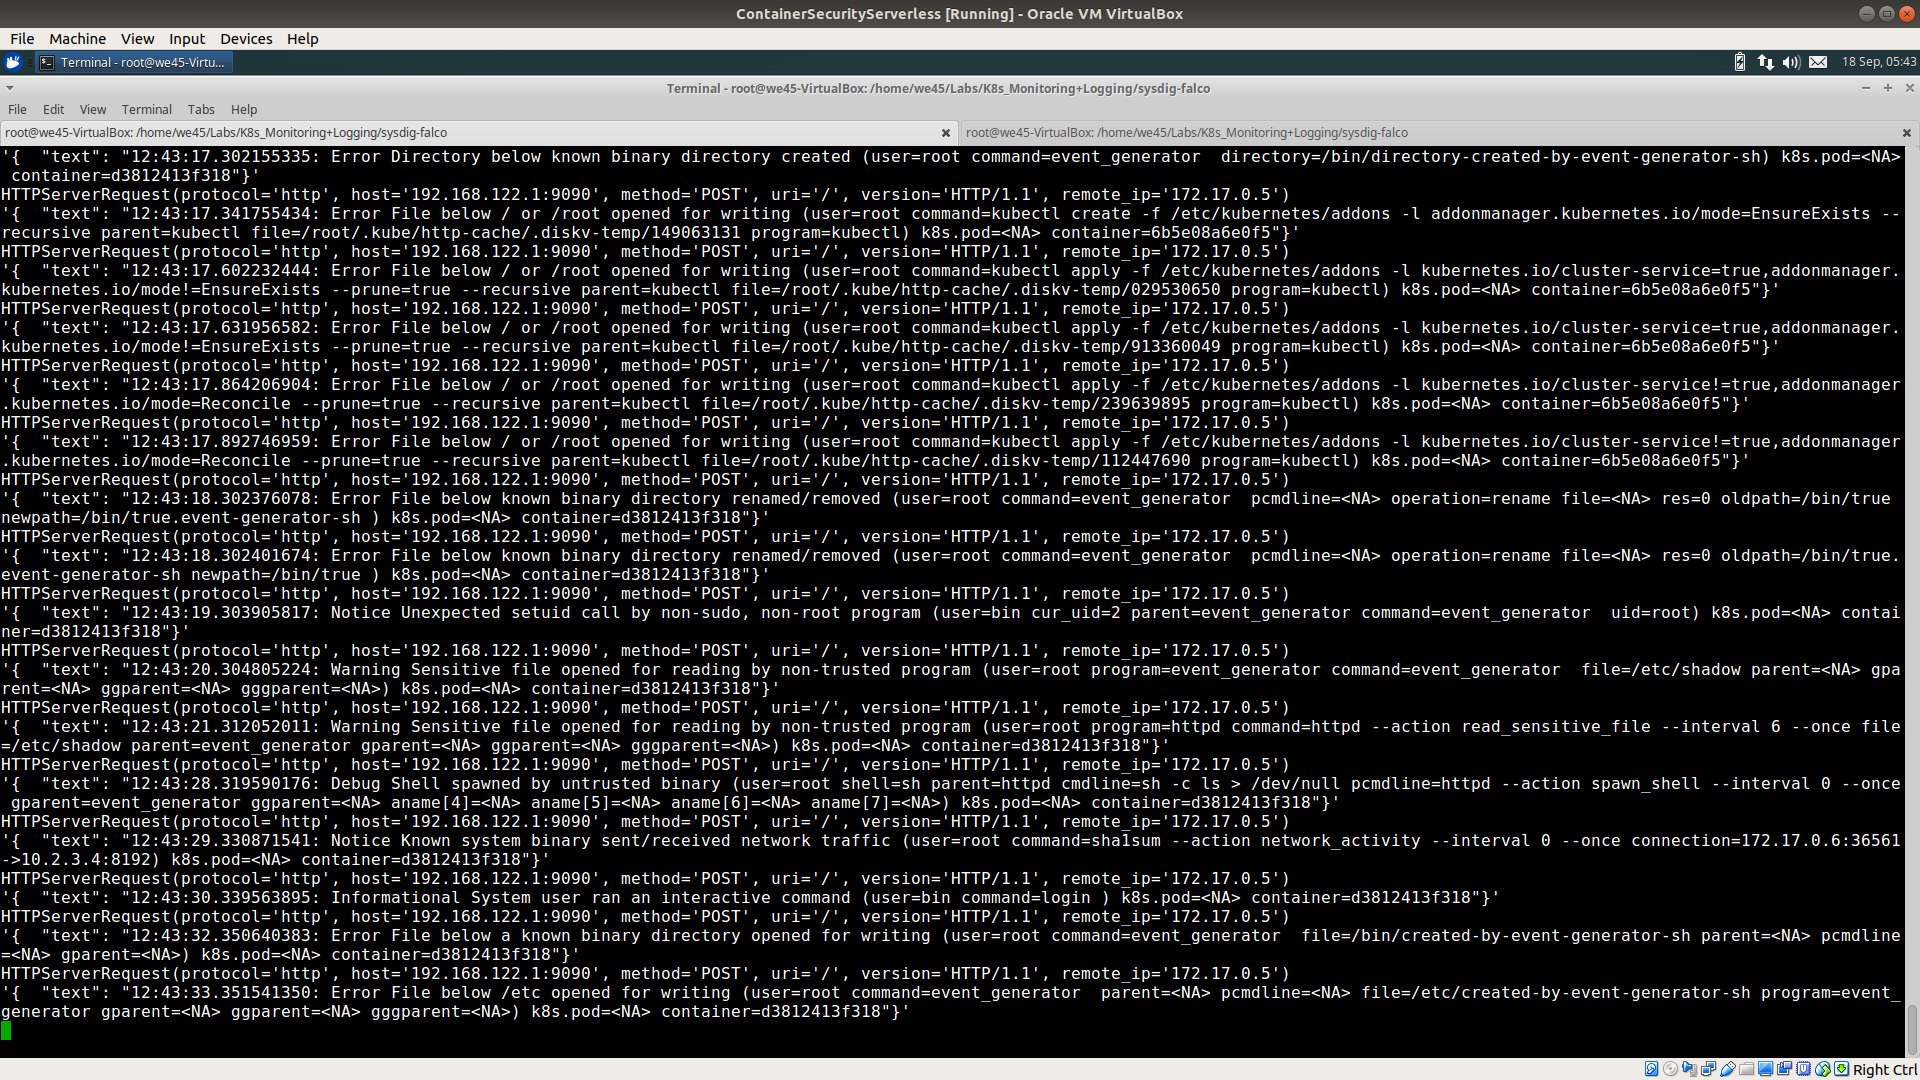 ContainerSecurityServerless [Running] - Oracle VM VirtualBox
File Machine View Input Devices Help
Terminal - root@we45-Virtu...
18 Sep, 05:43
Terminal - root@we45-VirtualBox: /home/we45/Labs/K8s_Monitoring+Logging/sysdig-falco
File Edit View Terminal Tabs Help
root@we45-VirtualBox: /home/we45/Labs/K8s_Monitoring+Logging/sysdig-falco
root@we45-VirtualBox: /home/we45/Labs/K8s_Monitoring+Logging/sysdig-falco
'{  "text": "12:43:17.302155335: Error Directory below known binary directory created (user=root command=event_generator  directory=/bin/directory-created-by-event-generator-sh) k8s.pod=<NA>
 container=d3812413f318"}'
HTTPServerRequest(protocol='http', host='192.168.122.1:9090', method='POST', uri='/', version='HTTP/1.1', remote_ip='172.17.0.5')
'{  "text": "12:43:17.341755434: Error File below / or /root opened for writing (user=root command=kubectl create -f /etc/kubernetes/addons -l addonmanager.kubernetes.io/mode=EnsureExists --
recursive parent=kubectl file=/root/.kube/http-cache/.diskv-temp/149063131 program=kubectl) k8s.pod=<NA> container=6b5e08a6e0f5"}'
HTTPServerRequest(protocol='http', host='192.168.122.1:9090', method='POST', uri='/', version='HTTP/1.1', remote_ip='172.17.0.5')
'{  "text": "12:43:17.602232444: Error File below / or /root opened for writing (user=root command=kubectl apply -f /etc/kubernetes/addons -l kubernetes.io/cluster-service=true,addonmanager.
kubernetes.io/mode!=EnsureExists --prune=true --recursive parent=kubectl file=/root/.kube/http-cache/.diskv-temp/029530650 program=kubectl) k8s.pod=<NA> container=6b5e08a6e0f5"}'
HTTPServerRequest(protocol='http', host='192.168.122.1:9090', method='POST', uri='/', version='HTTP/1.1', remote_ip='172.17.0.5')
'{  "text": "12:43:17.631956582: Error File below / or /root opened for writing (user=root command=kubectl apply -f /etc/kubernetes/addons -l kubernetes.io/cluster-service=true,addonmanager.
kubernetes.io/mode!=EnsureExists --prune=true --recursive parent=kubectl file=/root/.kube/http-cache/.diskv-temp/913360049 program=kubectl) k8s.pod=<NA> container=6b5e08a6e0f5"}'
HTTPServerRequest(protocol='http', host='192.168.122.1:9090', method='POST', uri='/', version='HTTP/1.1', remote_ip='172.17.0.5')
'{  "text": "12:43:17.864206904: Error File below / or /root opened for writing (user=root command=kubectl apply -f /etc/kubernetes/addons -l kubernetes.io/cluster-service!=true,addonmanager
.kubernetes.io/mode=Reconcile --prune=true --recursive parent=kubectl file=/root/.kube/http-cache/.diskv-temp/239639895 program=kubectl) k8s.pod=<NA> container=6b5e08a6e0f5"}'
HTTPServerRequest(protocol='http', host='192.168.122.1:9090', method='POST', uri='/', version='HTTP/1.1', remote_ip='172.17.0.5')
'{  "text": "12:43:17.892746959: Error File below / or /root opened for writing (user=root command=kubectl apply -f /etc/kubernetes/addons -l kubernetes.io/cluster-service!=true,addonmanager
.kubernetes.io/mode=Reconcile --prune=true --recursive parent=kubectl file=/root/.kube/http-cache/.diskv-temp/112447690 program=kubectl) k8s.pod=<NA> container=6b5e08a6e0f5"}'
HTTPServerRequest(protocol='http', host='192.168.122.1:9090', method='POST', uri='/', version='HTTP/1.1', remote_ip='172.17.0.5')
'{  "text": "12:43:18.302376078: Error File below known binary directory renamed/removed (user=root command=event_generator  pcmdline=<NA> operation=rename file=<NA> res=0 oldpath=/bin/true
newpath=/bin/true.event-generator-sh ) k8s.pod=<NA> container=d3812413f318"}'
HTTPServerRequest(protocol='http', host='192.168.122.1:9090', method='POST', uri='/', version='HTTP/1.1', remote_ip='172.17.0.5')
'{  "text": "12:43:18.302401674: Error File below known binary directory renamed/removed (user=root command=event_generator  pcmdline=<NA> operation=rename file=<NA> res=0 oldpath=/bin/true.
event-generator-sh newpath=/bin/true ) k8s.pod=<NA> container=d3812413f318"}'
HTTPServerRequest(protocol='http', host='192.168.122.1:9090', method='POST', uri='/', version='HTTP/1.1', remote_ip='172.17.0.5')
'{  "text": "12:43:19.303905817: Notice Unexpected setuid call by non-sudo, non-root program (user=bin cur_uid=2 parent=event_generator command=event_generator  uid=root) k8s.pod=<NA> contai
ner=d3812413f318"}'
HTTPServerRequest(protocol='http', host='192.168.122.1:9090', method='POST', uri='/', version='HTTP/1.1', remote_ip='172.17.0.5')
'{  "text": "12:43:20.304805224: Warning Sensitive file opened for reading by non-trusted program (user=root program=event_generator command=event_generator  file=/etc/shadow parent=<NA> gpa
rent=<NA> ggparent=<NA> gggparent=<NA>) k8s.pod=<NA> container=d3812413f318"}'
HTTPServerRequest(protocol='http', host='192.168.122.1:9090', method='POST', uri='/', version='HTTP/1.1', remote_ip='172.17.0.5')
'{  "text": "12:43:21.312052011: Warning Sensitive file opened for reading by non-trusted program (user=root program=httpd command=httpd --action read_sensitive_file --interval 6 --once file
=/etc/shadow parent=event_generator gparent=<NA> ggparent=<NA> gggparent=<NA>) k8s.pod=<NA> container=d3812413f318"}'
HTTPServerRequest(protocol='http', host='192.168.122.1:9090', method='POST', uri='/', version='HTTP/1.1', remote_ip='172.17.0.5')
'{  "text": "12:43:28.319590176: Debug Shell spawned by untrusted binary (user=root shell=sh parent=httpd cmdline=sh -c ls > /dev/null pcmdline=httpd --action spawn_shell --interval 0 --once
 gparent=event_generator ggparent=<NA> aname[4]=<NA> aname[5]=<NA> aname[6]=<NA> aname[7]=<NA>) k8s.pod=<NA> container=d3812413f318"}'
HTTPServerRequest(protocol='http', host='192.168.122.1:9090', method='POST', uri='/', version='HTTP/1.1', remote_ip='172.17.0.5')
'{  "text": "12:43:29.330871541: Notice Known system binary sent/received network traffic (user=root command=sha1sum --action network_activity --interval 0 --once connection=172.17.0.6:36561
->10.2.3.4:8192) k8s.pod=<NA> container=d3812413f318"}'
HTTPServerRequest(protocol='http', host='192.168.122.1:9090', method='POST', uri='/', version='HTTP/1.1', remote_ip='172.17.0.5')
'{  "text": "12:43:30.339563895: Informational System user ran an interactive command (user=bin command=login ) k8s.pod=<NA> container=d3812413f318"}'
HTTPServerRequest(protocol='http', host='192.168.122.1:9090', method='POST', uri='/', version='HTTP/1.1', remote_ip='172.17.0.5')
'{  "text": "12:43:32.350640383: Error File below a known binary directory opened for writing (user=root command=event_generator  file=/bin/created-by-event-generator-sh parent=<NA> pcmdline
=<NA> gparent=<NA>) k8s.pod=<NA> container=d3812413f318"}'
HTTPServerRequest(protocol='http', host='192.168.122.1:9090', method='POST', uri='/', version='HTTP/1.1', remote_ip='172.17.0.5')
'{  "text": "12:43:33.351541350: Error File below /etc opened for writing (user=root command=event_generator  parent=<NA> pcmdline=<NA> file=/etc/created-by-event-generator-sh program=event_
generator gparent=<NA> ggparent=<NA> gggparent=<NA>) k8s.pod=<NA> container=d3812413f318"}'
Right Ctrl